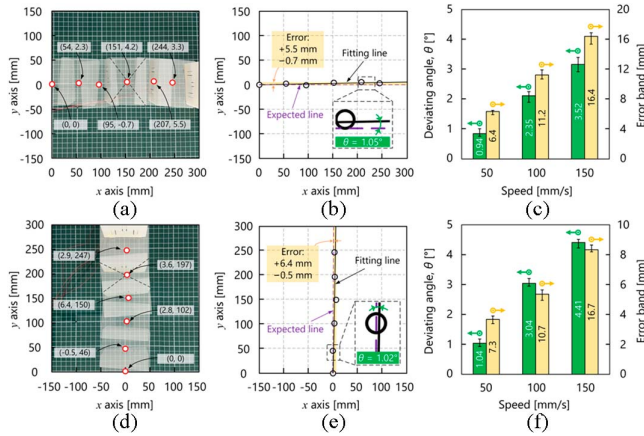 150
100
50
0
-50
100
150
y axis [mm]
(54, 2.3)
(151, 4.2)
(244, 3.3)
(0, 0)
(95, -0.7)
(207, 5.5)
0 50 100 150 200 250
x axis [mm]
(a)
150
100
50
0
-50
100
150
y axis [mm]
Error:
+5.5 mm
−0.7 mm
Fitting line
Expected line
θ = 1.05°
0 50 100 150 200 250 300
x axis [mm]
(b)
5
4
3
2
1
0
Deviating angle, θ [°]
20
16
12
8
4
0
Error band [mm]
0.94
6.4
2.35
11.2
3.52
16.4
50 100 150
Speed [mm/s]
(c)
300
250
200
150
100
50
0
y axis [mm]
(2.9, 247)
(3.6, 197)
(6.4, 150)
(2.8, 102)
(-0.5, 46)
(0, 0)
-150 -100 -50 0 50 100 150
x axis [mm]
(d)
300
250
200
150
100
50
0
y axis [mm]
Error:
+6.4 mm
−0.5 mm
Fitting line
Expected line
θ = 1.02°
-150 -100 -50 0 50 100 150
x axis [mm]
(e)
5
4
3
2
1
0
Deviating angle, θ [°]
10
8
6
4
2
0
Error band [mm]
1.04
7.3
3.04
10.7
4.41
16.7
50 100 150
Speed [mm/s]
(f)